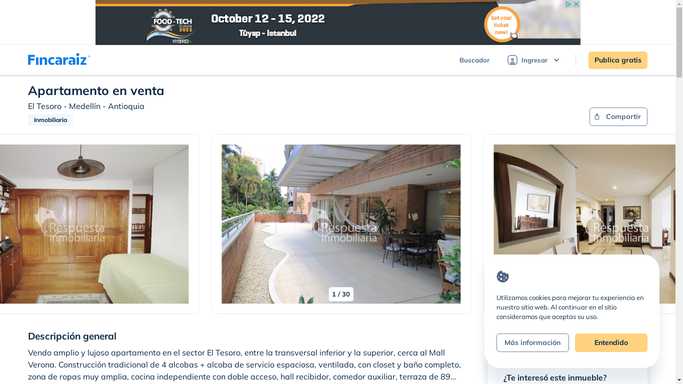 FOOD-TECH
October 12 - 15, 2022
Tüyap - Istanbul
Get your
ticket
now!
Fincaraiz
Buscador
Ingresar
Publica gratis
Apartamento en venta
El Tesoro - Medellín - Antioquia
Inmobiliaria
Compartir
Respuesta
Inmobiliaria
Respuesta
Inmobiliaria
Respuesta
Inmobiliaria
1 / 30
Utilizamos cookies para mejorar tu experiencia en
nuestro sitio web. Al continuar en el sitio
consideramos que aceptas su uso.
Más información
Entendido
Descripción general
Vendo amplio y lujoso apartamento en el sector El Tesoro, entre la transversal inferior y la superior, cerca al Mall
Verona. Construcción tradicional de 4 alcobas + alcoba de servicio espaciosa, ventilada, con closet y baño completo,
zona de ropas muy amplia, cocina independiente con doble acceso, hall recibidor, comedor auxiliar, terraza de 89...
¿Te interesó este inmueble?